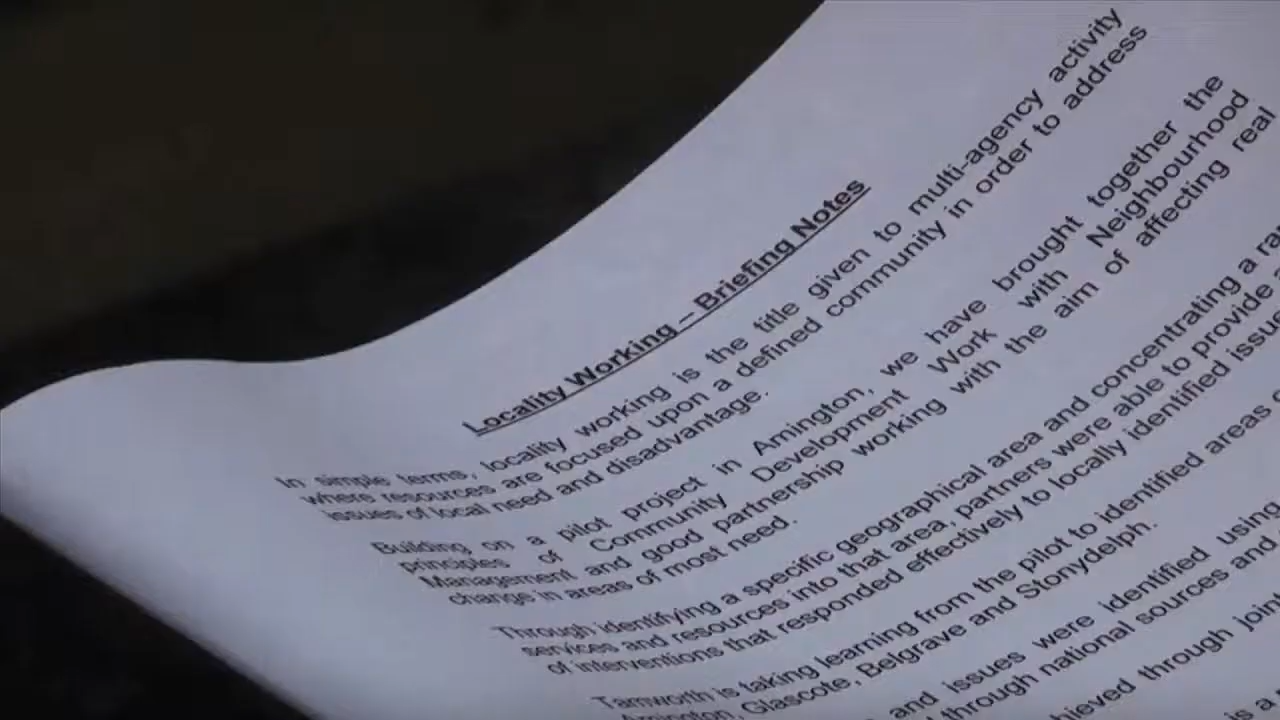 Locality Working – Briefing Notes
In simple terms, locality working is the title given to multi-agency activity
where resources are focused upon a defined community in order to address
issues of local need and disadvantage.
Building on a pilot project in Amington, we have brought together the
principles of Community Development Work with Neighbourhood
Management and good partnership working with the aim of affecting real
change in areas of most need.
Through identifying a specific geographical area and concentrating a
services and resources into that area, partners were able to provide
of interventions that responded effectively to locally identified
Tamworth is taking learning from the pilot to identified areas
Amington, Glascote, Belgrave and Stonydelph.
and issues were identified using
through national sources and
through
is a